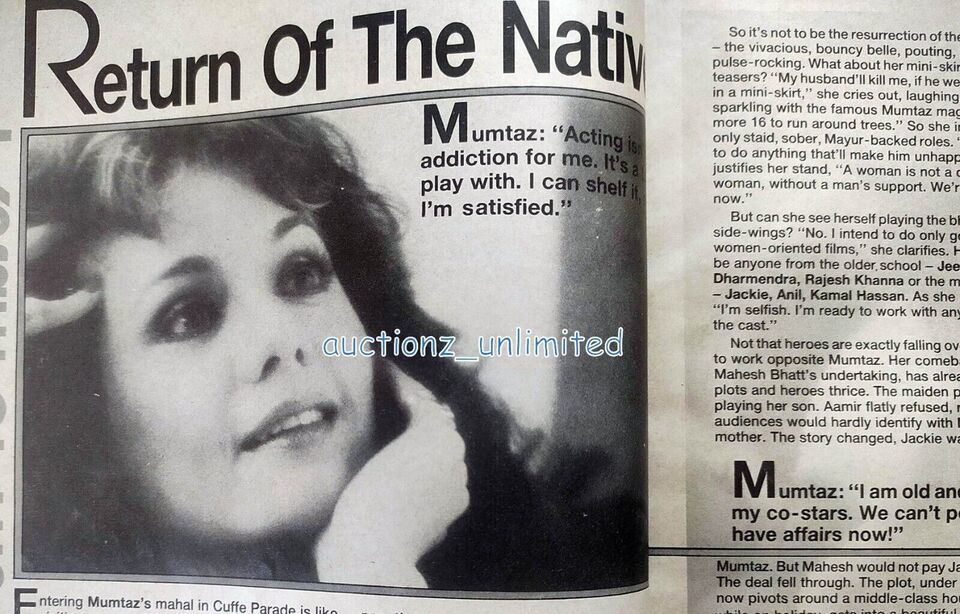 Return Of The Nativ
Mumtaz: "Acting isn
addiction for me. It's a
play with. I can shelf it,
I'm satisfied."
auctionz_unlimited
Entering Mumtaz's mahal in Cuffe Parade is like
So it's not to be the resurrection of the
– the vivacious, bouncy belle, pouting,
pulse-rocking. What about her mini-skir
teasers? "My husband'll kill me, if he we
in a mini-skirt," she cries out, laughing
sparkling with the famous Mumtaz mag
more 16 to run around trees." So she in
only staid, sober, Mayur-backed roles. "
to do anything that'll make him unhapp
justifies her stand, "A woman is not a c
woman, without a man's support. We'r
now."
But can she see herself playing the bh
side-wings? "No. I intend to do only go
women-oriented films," she clarifies. H
be anyone from the older school – Jee
Dharmendra, Rajesh Khanna or the m
– Jackie, Anil, Kamal Hassan. As she
"I'm selfish. I'm ready to work with any
the cast."
Not that heroes are exactly falling ov
to work opposite Mumtaz. Her comeb
Mahesh Bhatt's undertaking, has alrea
plots and heroes thrice. The maiden p
playing her son. Aamir flatly refused, r
audiences would hardly identify with
mother. The story changed, Jackie wa
Mumtaz: "I am old and
my co-stars. We can't po
have affairs now!"
Mumtaz. But Mahesh would not pay Ja
The deal fell through. The plot, under
now pivots around a middle-class ho